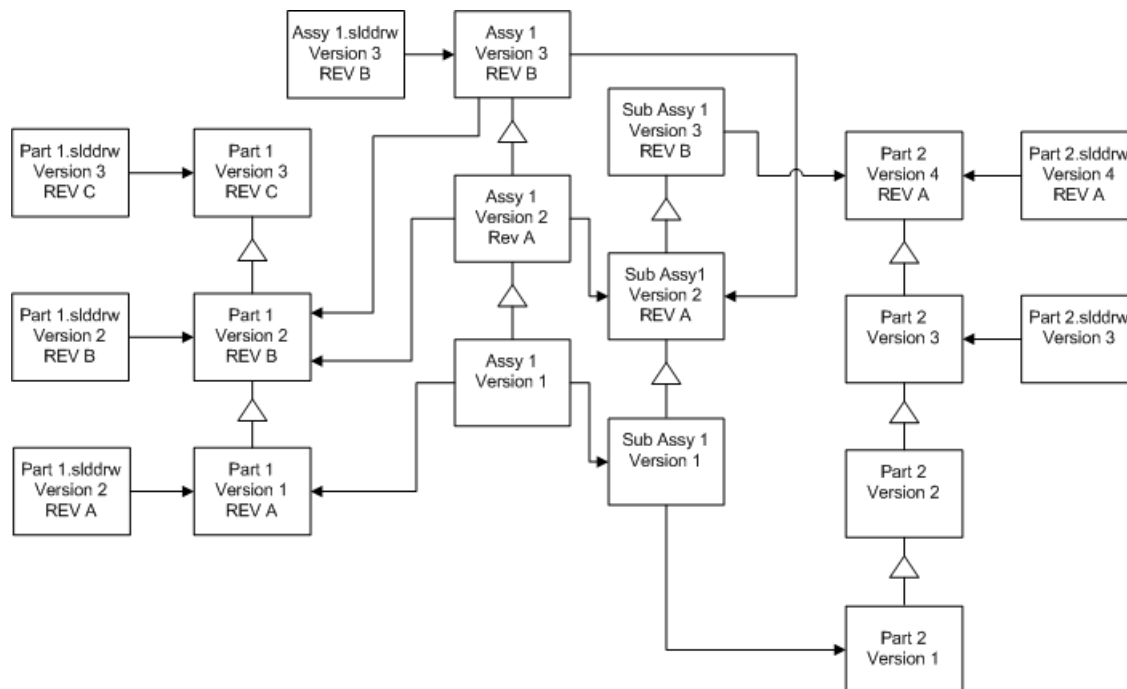 Assy 1.slddrw
Version 3
REV B
Assy 1
Version 3
REV B
Sub Assy 1
Version 3
REV B
Part 1.slddrw
Version 3
REV C
Part 1
Version 3
REV C
Part 2
Version 4
REV A
Part 2.slddrw
Version 4
REV A
Assy 1
Version 2
Rev A
Sub Assy1
Version 2
REV A
Part 1.slddrw
Version 2
REV B
Part 1
Version 2
REV B
Part 2
Version 3
Part 2.slddrw
Version 3
Assy 1
Version 1
Sub Assy 1
Version 1
Part 1.slddrw
Version 2
REV A
Part 1
Version 1
REV A
Part 2
Version 2
Part 2
Version 1